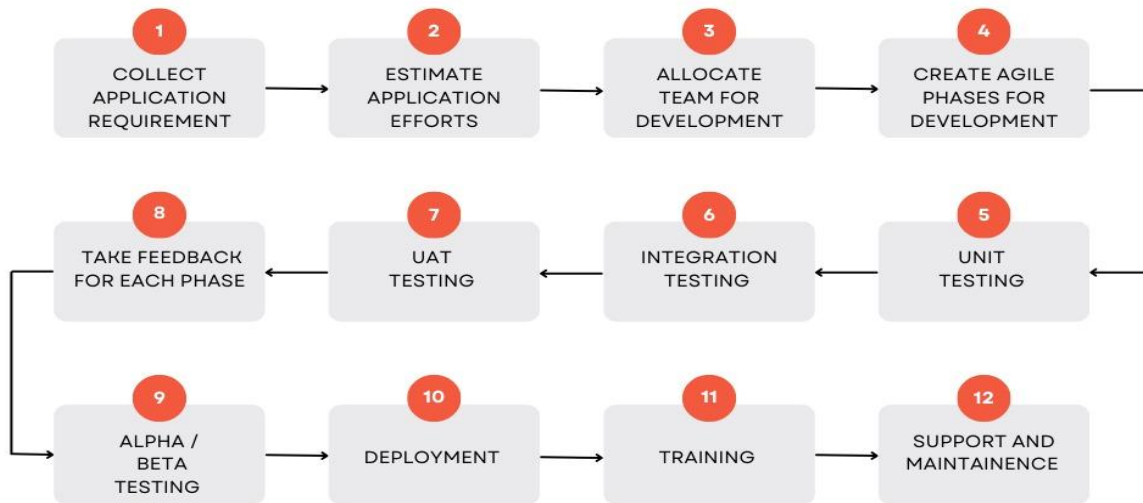 1
COLLECT
APPLICATION
REQUIREMENT
2
ESTIMATE
APPLICATION
EFFORTS
3
ALLOCATE
TEAM FOR
DEVELOPMENT
4
CREATE AGILE
PHASES FOR
DEVELOPMENT
5
UNIT
TESTING
6
INTEGRATION
TESTING
7
UAT
TESTING
8
TAKE FEEDBACK
FOR EACH PHASE
9
ALPHA /
BETA
TESTING
10
DEPLOYMENT
11
TRAINING
12
SUPPORT AND
MAINTAINENCE